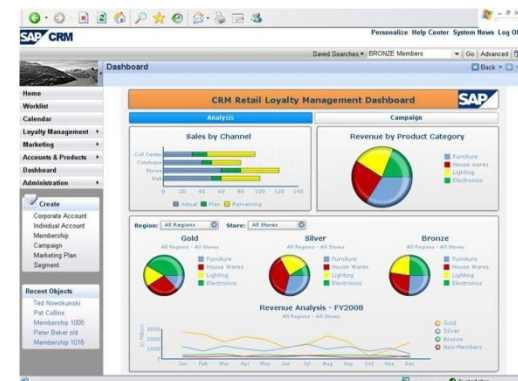 SAP CRM
Personalize Help Center System News Log Of
Saved Searches BRONZE Members Go Advanced
Dashboard
Back
Home
Worklist
Calendar
Loyalty Management
Marketing
Accounts & Products
Dashboard
Administration
Create
Corporate Account
Individual Account
Membership
Campaign
Marketing Plan
Segment
Recent Objects
Ted Nowokunski
Pat Collins
Membership 1005
Peter Baker std
Membership 1016
CRM Retail Loyalty Management Dashboard
SAP
Analysis
Campaign
Sales by Channel
Call Center
Catalogue
Stores
Web
0 20 40 60 80 100 120 140
Actual Plan Remaining
Revenue by Product Category
Furniture
House wares
Lighting
Electronics
Region: All Regions Store: All Stores
Gold
All Regions - All Stores
Furniture
House Wares
Lighting
Electronics
Silver
All Regions - All Stores
Furniture
House Wares
Lighting
Electronics
Bronze
All Regions - All Stores
Furniture
House Wares
Lighting
Electronics
Revenue Analysis - FY2008
All Regions - All Stores
In Million
3000
2000
1000
0
Jan Feb Mar Apr May Jun Jul Aug Sep Oct Nov Dec
Gold
Silver
Bronze
Non-Members